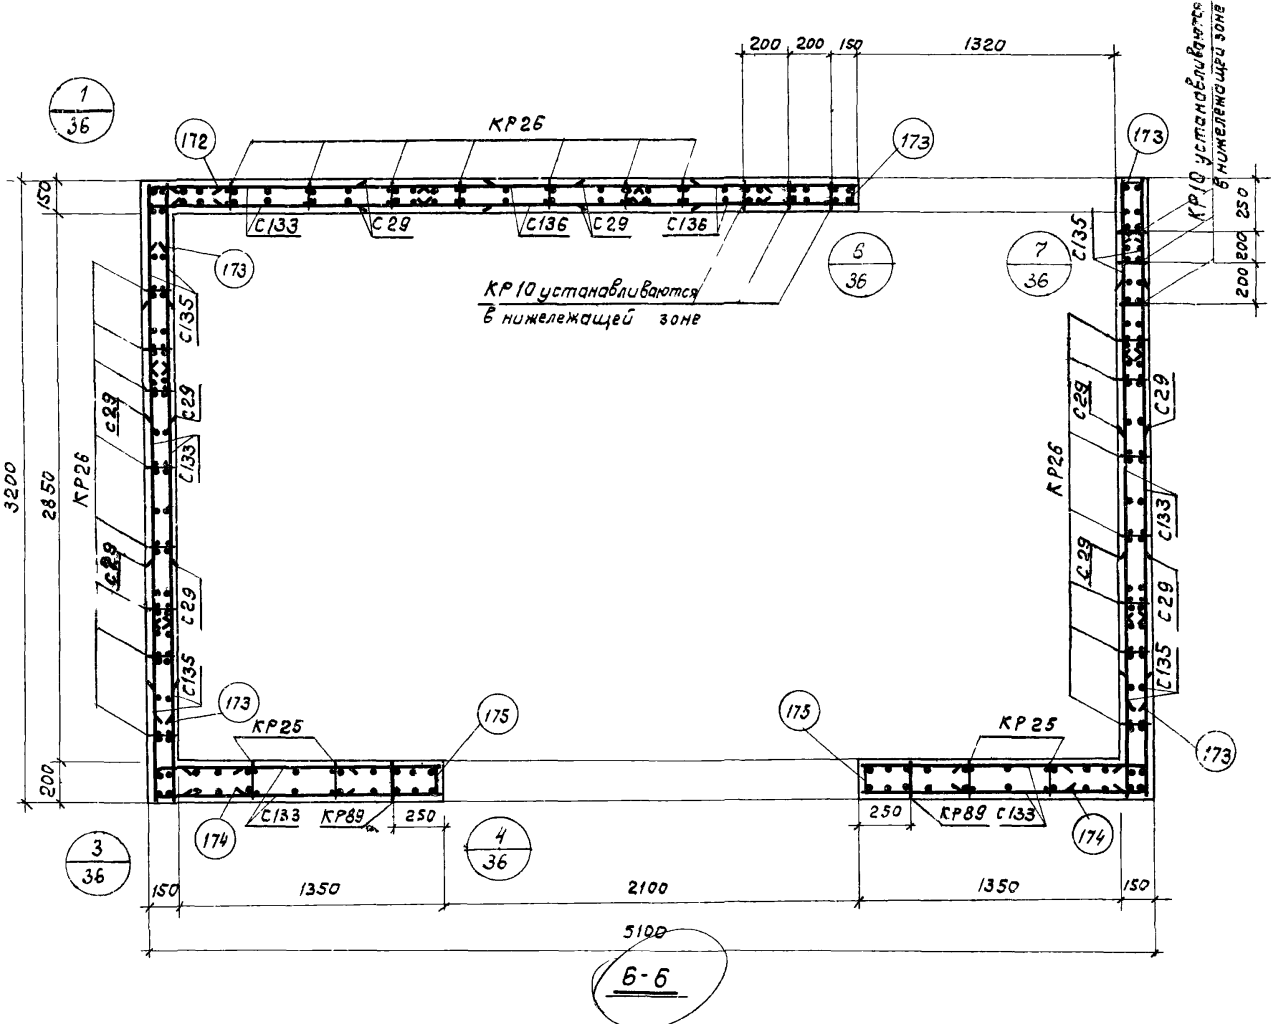 200 200 150 1320
КР10 устанавливаются
в нижележащей зоне
1
36
172
КР26
173
173
150
С133
С29
С136
С29
С136
250
200
200
С135
173
6
36
7
36
КР10 устанавливаются
в нижележащей зоне
С135
С29
С29
С133
КР26
3200
2850
С29
С29
С135
С29
С29
КР26
С133
С29
С29
С135
173
КР25
175
175
КР25
173
200
174
С133
КР89
250
250
КР89
С133
174
3
36
4
36
150
1350
2100
1350
150
5100
Б-Б